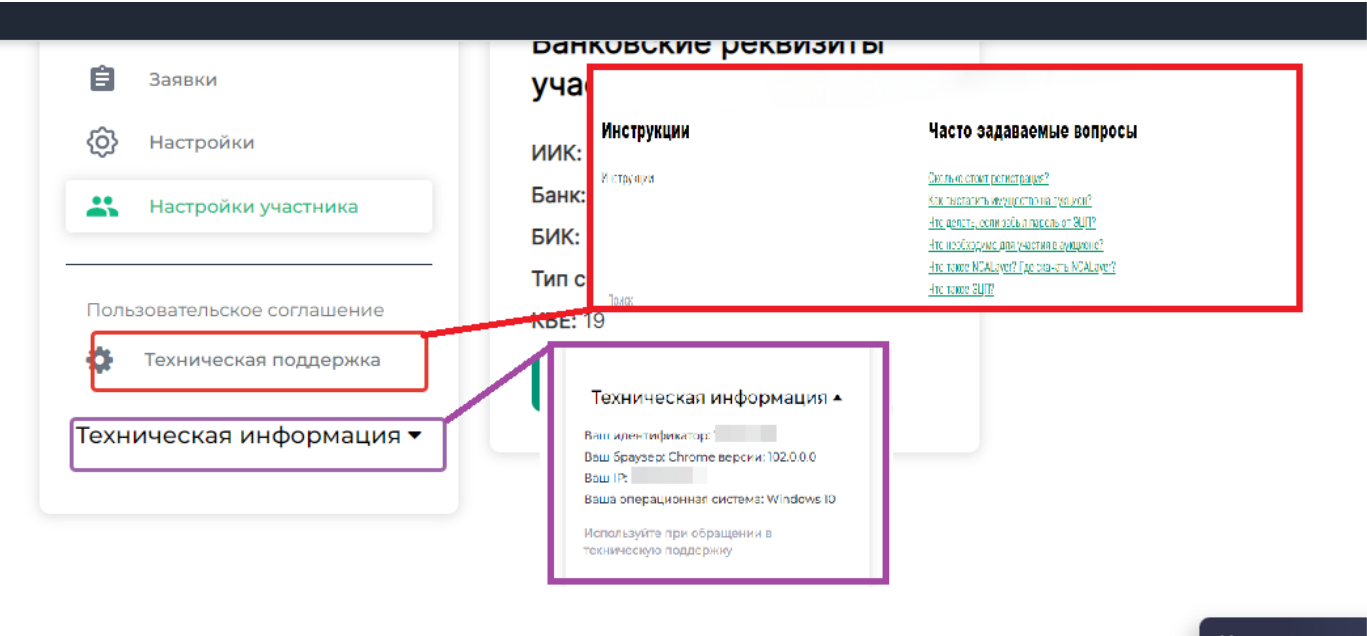 Заявки
Настройки
Настройки участника
Пользовательское соглашение
Техническая поддержка
Техническая информация
Банковские реквизиты
учас
ИИК:
Банк:
БИК:
Тип с
КБЕ: 19
Инструкции
Инструкции
Поиск
Часто задаваемые вопросы
Сколько стоит регистрация?
Как выставить имущество на аукцион?
Что делать, если забыл пароль от ЭЦП?
Что необходимо для участия в аукционе?
Что такое NCALayer? Где скачать NCALayer?
Что такое ЭЦП?
Техническая информация
Ваш идентификатор:
Ваш браузер: Chrome версии: 102.0.0.0
Ваш IP:
Ваша операционная система: Windows 10
Используйте при обращении в
техническую поддержку